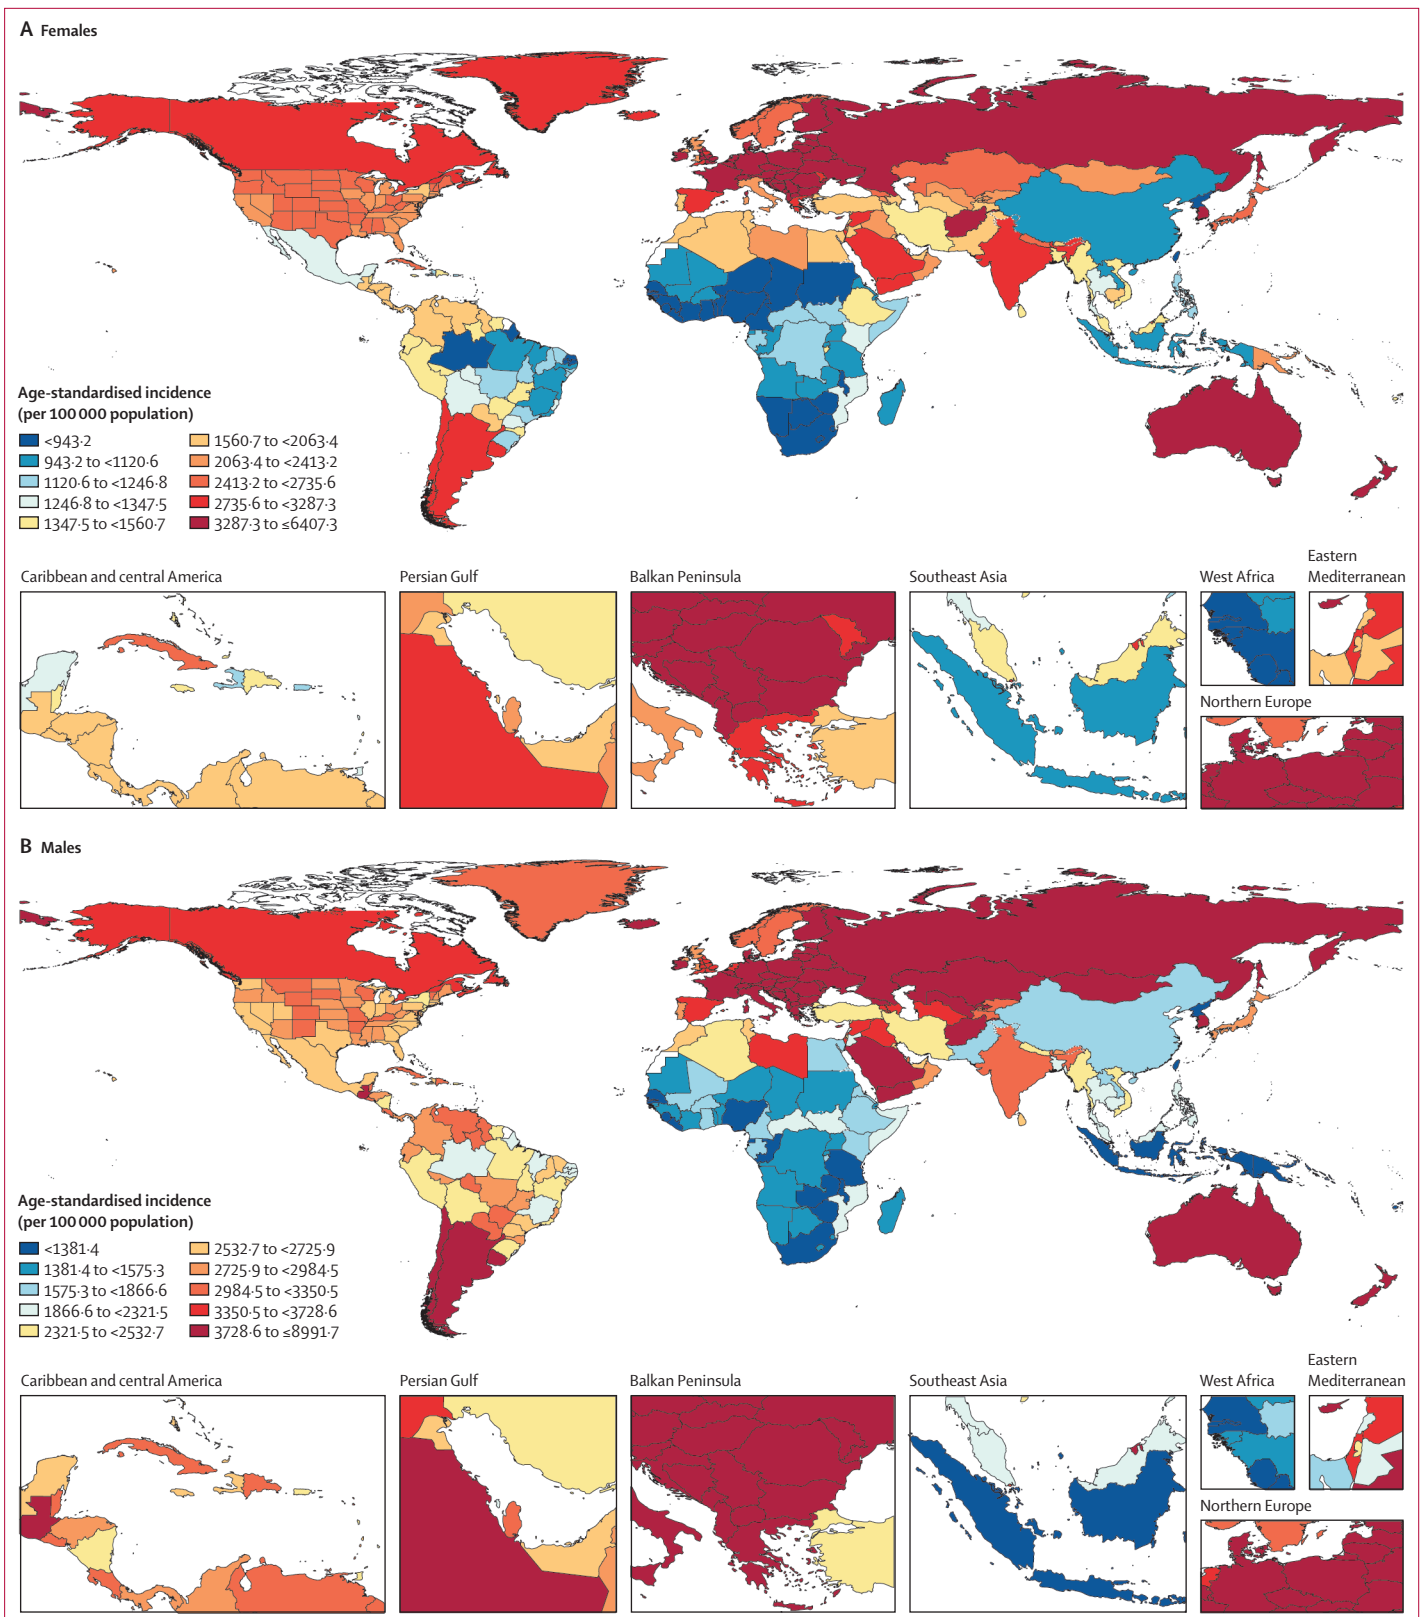 A Females
Age-standardised incidence
(per 100 000 population)
<943·2
943·2 to <1120·6
1120·6 to <1246·8
1246·8 to <1347·5
1347·5 to <1560·7
1560·7 to <2063·4
2063·4 to <2413·2
2413·2 to <2735·6
2735·6 to <3287·3
3287·3 to ≤6407·3
Caribbean and central America
Persian Gulf
Balkan Peninsula
Southeast Asia
West Africa
Eastern
Mediterranean
Northern Europe
B Males
Age-standardised incidence
(per 100 000 population)
<1381·4
1381·4 to <1575·3
1575·3 to <1866·6
1866·6 to <2321·5
2321·5 to <2532·7
2532·7 to <2725·9
2725·9 to <2984·5
2984·5 to <3350·5
3350·5 to <3728·6
3728·6 to ≤8991·7
Caribbean and central America
Persian Gulf
Balkan Peninsula
Southeast Asia
West Africa
Eastern
Mediterranean
Northern Europe